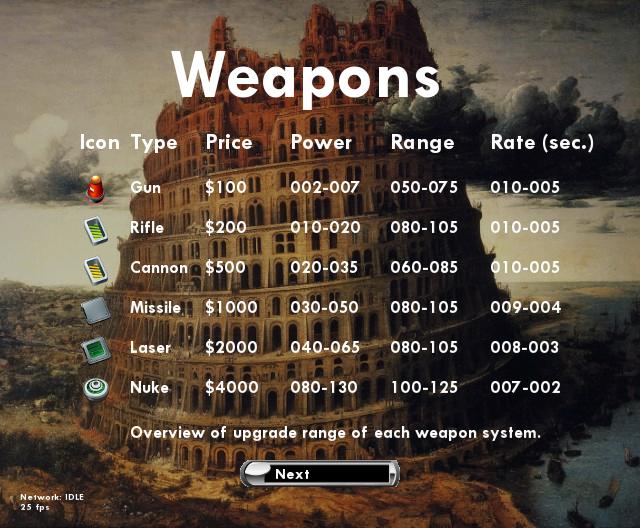 Weapons
Icon Type Price Power Range Rate (sec.)
Gun $100 002-007 050-075 010-005
Rifle $200 010-020 080-105 010-005
Cannon $500 020-035 060-085 010-005
Missile $1000 030-050 080-105 009-004
Laser $2000 040-065 080-105 008-003
Nuke $4000 080-130 100-125 007-002
Overview of upgrade range of each weapon system.
Next
Network: IDLE
25 fps